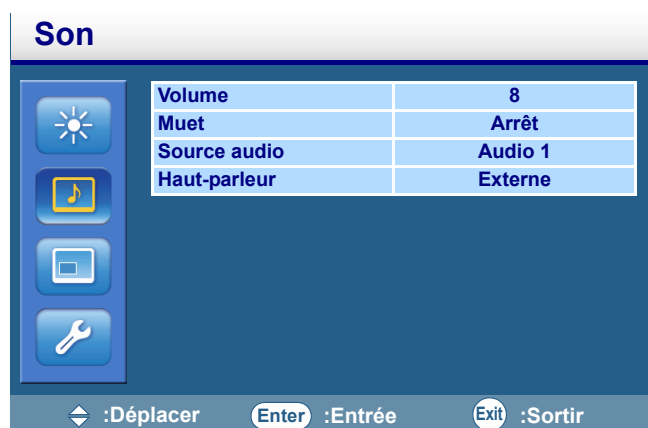 Son
Volume 8
Muet Arrêt
Source audio Audio 1
Haut-parleur Externe
:Déplacer Enter :Entrée Exit :Sortir